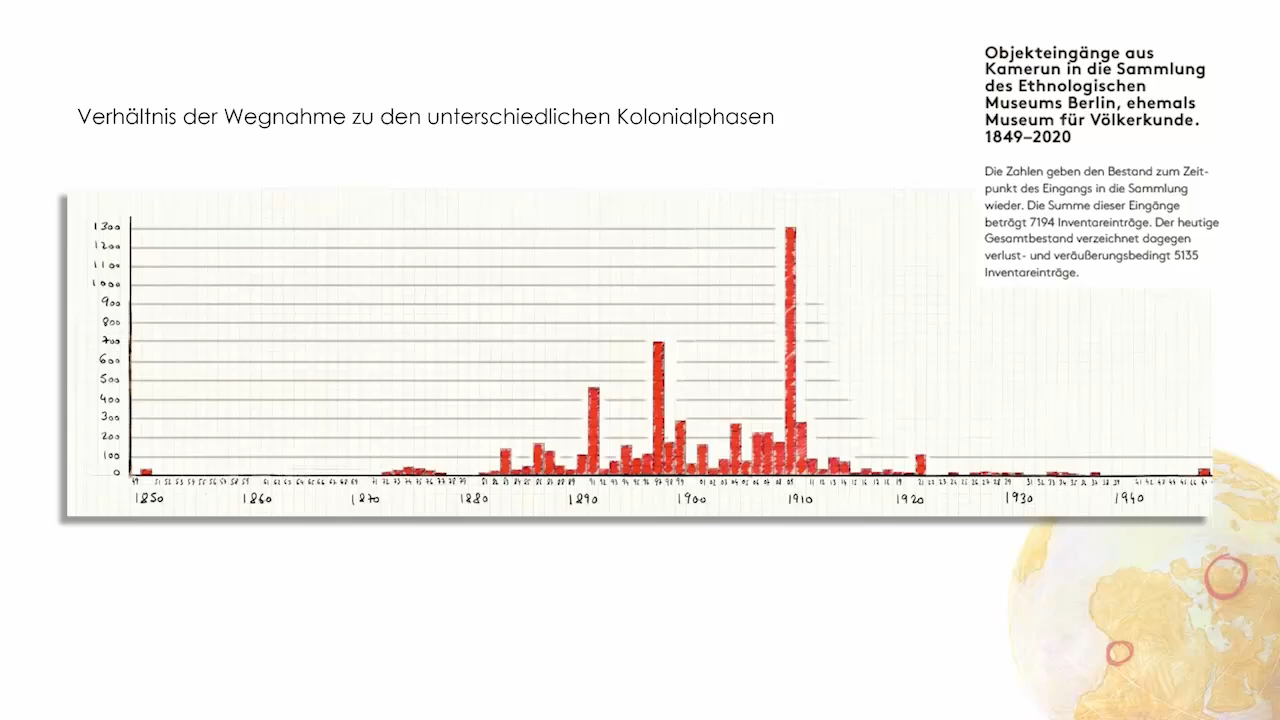 Objekteingänge aus
Kamerun in die Sammlung
des Ethnologischen
Museums Berlin, ehemals
Museum für Völkerkunde.
1849–2020
Verhältnis der Wegnahme zu den unterschiedlichen Kolonialphasen
Die Zahlen geben den Bestand zum Zeit-
punkt des Eingangs in die Sammlung
wieder. Die Summe dieser Eingänge
beträgt 7194 Inventareinträge. Der heutige
Gesamtbestand verzeichnet dagegen
verlust- und veräußerungsbedingt 5135
Inventareinträge.
1300
1200
1100
1000
900
800
700
600
500
400
300
200
100
0
1850 1860 1870 1880 1890 1900 1910 1920 1930 1940